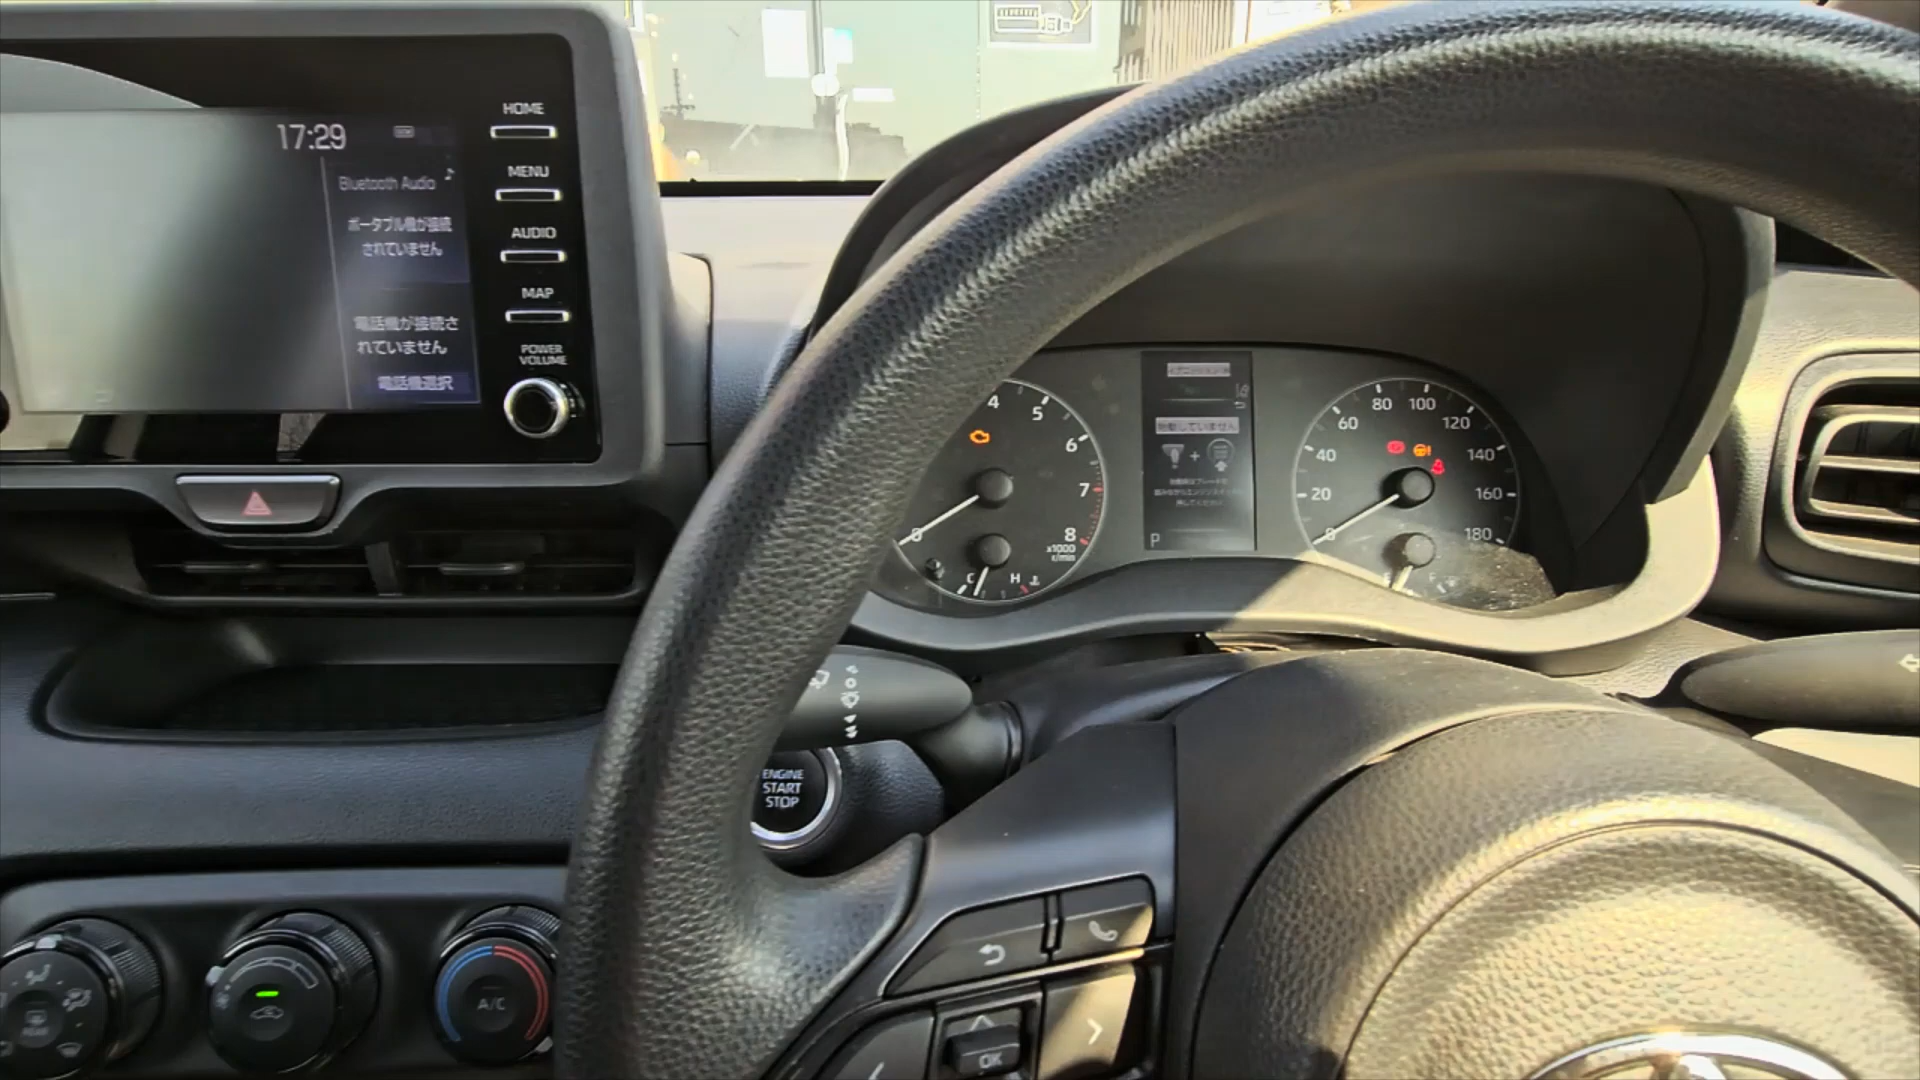 17:29
Bluetooth Audio
ポータブル機が接続
されていません
電話機が接続さ
れていません
電話機選択
HOME
MENU
AUDIO
MAP
POWER
VOLUME
4
5
6
7
8
0
x1000
r/min
C
H
始動していません
P
0
20
40
60
80
100
120
140
160
180
F
ENGINE
START
STOP
A/C
REAR
OK